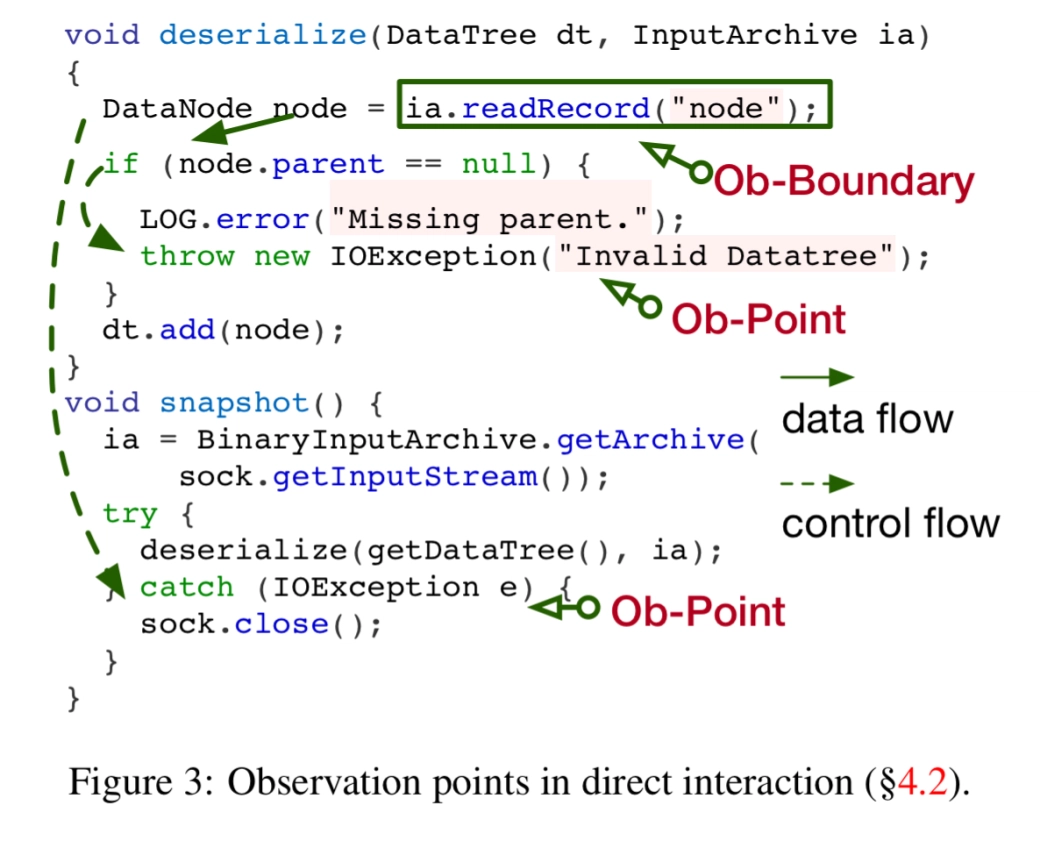 void deserialize(DataTree dt, InputArchive ia)
{
DataNode node = ia.readRecord("node");
if (node.parent == null) {
Ob-Boundary
LOG.error("Missing parent.");
throw new IOException("Invalid Datatree");
}
Ob-Point
dt.add(node);
}
data flow
void snapshot() {
ia = BinaryInputArchive.getArchive(
sock.getInputStream());
control flow
try {
deserialize(getDataTree(), ia);
} catch (IOException e) {
Ob-Point
sock.close();
}
}
Figure 3: Observation points in direct interaction (§4.2).